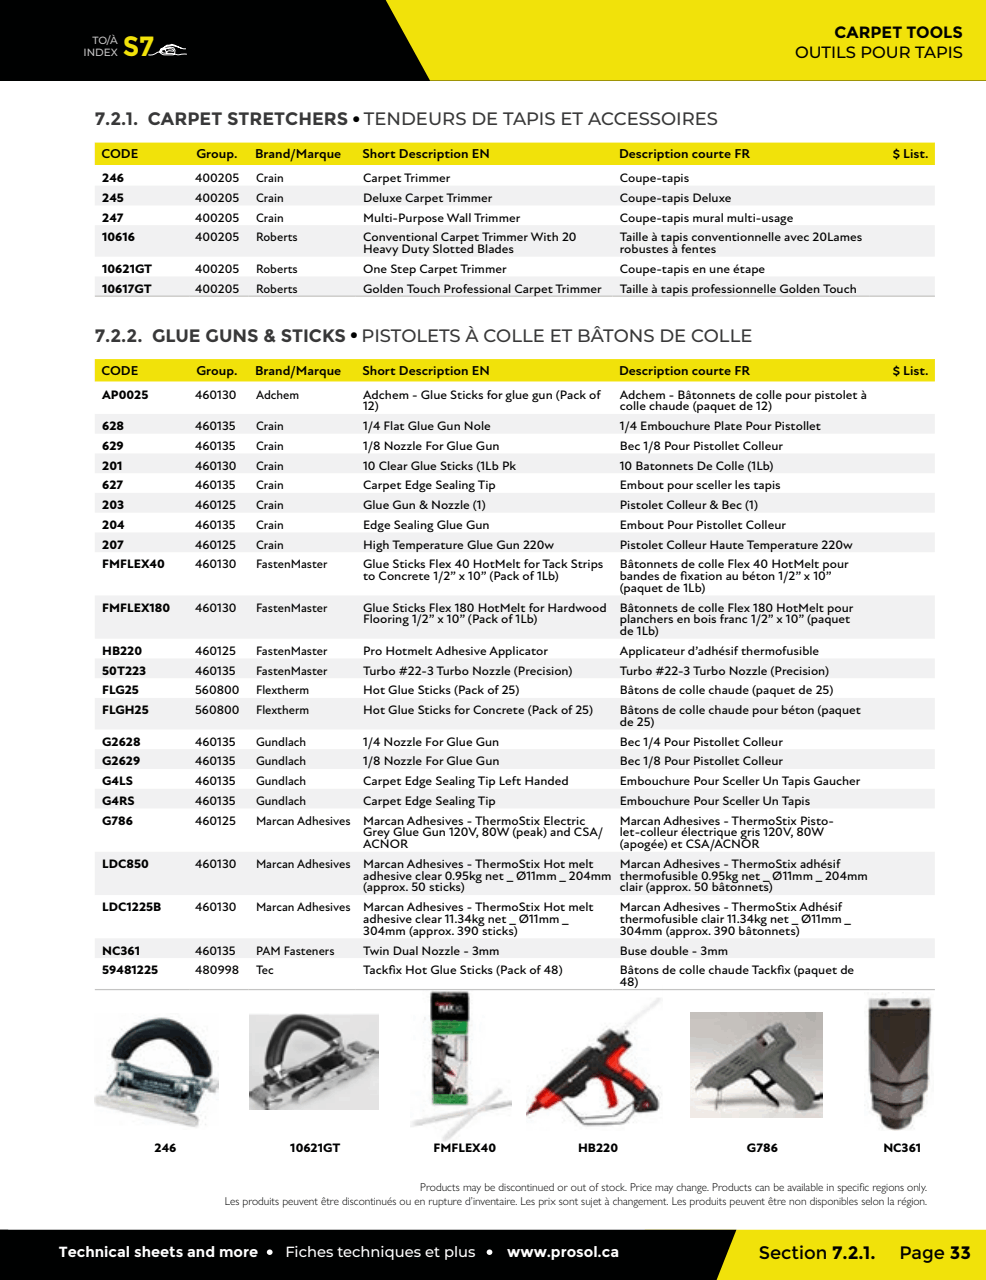 TO/À
INDEX S7
CARPET TOOLS
OUTILS POUR TAPIS
7.2.1. CARPET STRETCHERS • TENDEURS DE TAPIS ET ACCESSOIRES
CODE Group. Brand/Marque Short Description EN Description courte FR $ List.
246 400205 Crain Carpet Trimmer Coupe-tapis
245 400205 Crain Deluxe Carpet Trimmer Coupe-tapis Deluxe
247 400205 Crain Multi-Purpose Wall Trimmer Coupe-tapis mural multi-usage
10616 400205 Roberts Conventional Carpet Trimmer With 20 Taille à tapis conventionnelle avec 20Lames
Heavy Duty Slotted Blades robustes à fentes
10621GT 400205 Roberts One Step Carpet Trimmer Coupe-tapis en une étape
10617GT 400205 Roberts Golden Touch Professional Carpet Trimmer Taille à tapis professionnelle Golden Touch
7.2.2. GLUE GUNS & STICKS • PISTOLETS À COLLE ET BÂTONS DE COLLE
CODE Group. Brand/Marque Short Description EN Description courte FR $ List.
AP0025 460130 Adchem Adchem - Glue Sticks for glue gun (Pack of Adchem - Bâtonnets de colle pour pistolet à
12) colle chaude (paquet de 12)
628 460135 Crain 1/4 Flat Glue Gun Nole 1/4 Embouchure Plate Pour Pistollet
629 460135 Crain 1/8 Nozzle For Glue Gun Bec 1/8 Pour Pistollet Colleur
201 460130 Crain 10 Clear Glue Sticks (1Lb Pk 10 Batonnets De Colle (1Lb)
627 460135 Crain Carpet Edge Sealing Tip Embout pour sceller les tapis
203 460125 Crain Glue Gun & Nozzle (1) Pistolet Colleur & Bec (1)
204 460135 Crain Edge Sealing Glue Gun Embout Pour Pistollet Colleur
207 460125 Crain High Temperature Glue Gun 220w Pistolet Colleur Haute Temperature 220w
FMFLEX40 460130 FastenMaster Glue Sticks Flex 40 HotMelt for Tack Strips Bâtonnets de colle Flex 40 HotMelt pour
to Concrete 1/2” x 10” (Pack of 1Lb) bandes de fixation au béton 1/2” x 10”
(paquet de 1Lb)
FMFLEX180 460130 FastenMaster Glue Sticks Flex 180 HotMelt for Hardwood Bâtonnets de colle Flex 180 HotMelt pour
Flooring 1/2” x 10” (Pack of 1Lb) planchers en bois franc 1/2” x 10” (paquet
de 1Lb)
HB220 460125 FastenMaster Pro Hotmelt Adhesive Applicator Applicateur d’adhésif thermofusible
50T223 460135 FastenMaster Turbo #22-3 Turbo Nozzle (Precision) Turbo #22-3 Turbo Nozzle (Precision)
FLG25 560800 Flextherm Hot Glue Sticks (Pack of 25) Bâtons de colle chaude (paquet de 25)
FLGH25 560800 Flextherm Hot Glue Sticks for Concrete (Pack of 25) Bâtons de colle chaude pour béton (paquet
de 25)
G2628 460135 Gundlach 1/4 Nozzle For Glue Gun Bec 1/4 Pour Pistollet Colleur
G2629 460135 Gundlach 1/8 Nozzle For Glue Gun Bec 1/8 Pour Pistollet Colleur
G4LS 460135 Gundlach Carpet Edge Sealing Tip Left Handed Embouchure Pour Sceller Un Tapis Gaucher
G4RS 460135 Gundlach Carpet Edge Sealing Tip Embouchure Pour Sceller Un Tapis
G786 460125 Marcan Adhesives Marcan Adhesives - ThermoStix Electric Marcan Adhesives - ThermoStix Pisto-
Grey Glue Gun 120V, 80W (peak) and CSA/ let-colleur électrique gris 120V, 80W
ACNOR (apogée) et CSA/ACNOR
LDC850 460130 Marcan Adhesives Marcan Adhesives - ThermoStix Hot melt Marcan Adhesives - ThermoStix adhésif
adhesive clear 0.95kg net _ Ø11mm _ 204mm thermofusible 0.95kg net _ Ø11mm _ 204mm
(approx. 50 sticks) clair (approx. 50 bâtonnets)
LDC1225B 460130 Marcan Adhesives Marcan Adhesives - ThermoStix Hot melt Marcan Adhesives - ThermoStix Adhésif
adhesive clear 11.34kg net _ Ø11mm _ thermofusible clair 11.34kg net _ Ø11mm _
304mm (approx. 390 sticks) 304mm (approx. 390 bâtonnets)
NC361 460135 PAM Fasteners Twin Dual Nozzle - 3mm Buse double - 3mm
59481225 480998 Tec Tackfix Hot Glue Sticks (Pack of 48) Bâtons de colle chaude Tackfix (paquet de
48)
246 10621GT FMFLEX40 HB220 G786 NC361
Products may be discontinued or out of stock. Price may change. Products can be available in specific regions only.
Les produits peuvent être discontinués ou en rupture d’inventaire. Les prix sont sujet à changement. Les produits peuvent être non disponibles selon la région.
Technical sheets and more • Fiches techniques et plus • www.prosol.ca
Section 7.2.1. Page 33